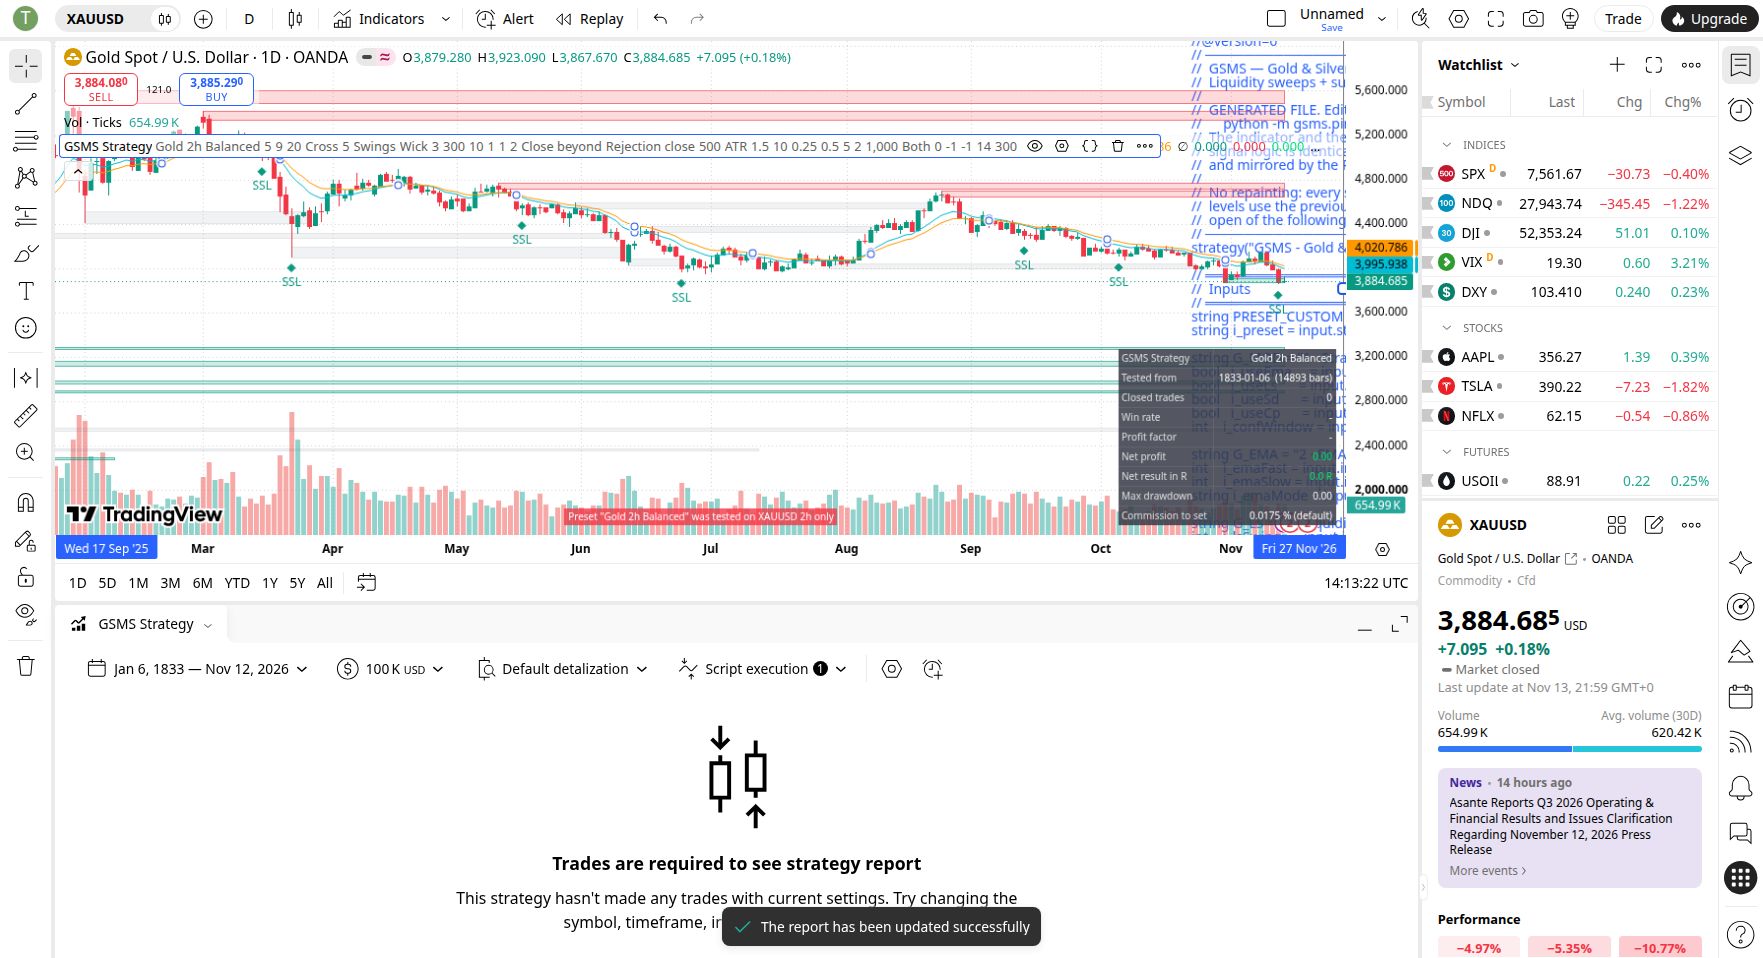 T
XAUUSD
D
Indicators
Alert
Replay
Unnamed
Save
Trade
Upgrade
Gold Spot / U.S. Dollar · 1D · OANDA
O3,879.280 H3,923.090 L3,867.670 C3,884.685 +7.095 (+0.18%)
3,884.080
SELL
121.0
3,885.290
BUY
Vol · Ticks 654.99 K
GSMS Strategy Gold 2h Balanced 5 9 20 Cross 5 Swings Wick 3 300 10 1 1 2 Close beyond Rejection close 500 ATR 1.5 10 0.25 0.5 5 2 1,000 Both 0 -1 -1 14 300
∅ 0.000 0.000 0.000 ...
//@version=6
//
// GSMS — Gold & Silve
// Liquidity sweeps + su
//
// GENERATED FILE. Edit
// python -m gsms.pi
// The indicator and the
// and mirrored by the
//
// No repainting: every
// levels use the previou
// open of the following
//
strategy("GSMS - Gold &
//
// Inputs
//
string PRESET_CUSTOM
string i_preset = input.st
SSL
SSL
SSL
SSL
SSL
SSL
SSL
5,600.000
5,200.000
4,800.000
4,400.000
4,020.786
3,995.938
3,884.685
3,600.000
3,200.000
2,800.000
2,400.000
2,000.000
654.99 K
GSMS Strategy Gold 2h Balanced
Tested from 1833-01-06 (14893 bars)
Closed trades 0
Win rate -
Profit factor -
Net profit 0.00
Net result in R 0.0 R
Max drawdown 0.00
Commission to set 0.0175 % (default)
TradingView
Preset "Gold 2h Balanced" was tested on XAUUSD 2h only
Wed 17 Sep '25
Mar
Apr
May
Jun
Jul
Aug
Sep
Oct
Nov
Fri 27 Nov '26
1D 5D 1M 3M 6M YTD 1Y 5Y All
14:13:22 UTC
GSMS Strategy
Jan 6, 1833 — Nov 12, 2026
100 K USD
Default detalization
Script execution 1
Trades are required to see strategy report
This strategy hasn't made any trades with current settings. Try changing the
symbol, timeframe,
The report has been updated successfully
Watchlist
Symbol Last Chg Chg%
INDICES
SPX D 7,561.67 −30.73 −0.40%
NDQ 27,943.74 −345.45 −1.22%
DJI 52,353.24 51.01 0.10%
VIX D 19.30 0.60 3.21%
DXY 103.410 0.240 0.23%
STOCKS
AAPL 356.27 1.39 0.39%
TSLA 390.22 −7.23 −1.82%
NFLX 62.15 −0.54 −0.86%
FUTURES
USOIL 88.91 0.22 0.25%
XAUUSD
Gold Spot / U.S. Dollar · OANDA
Commodity · Cfd
3,884.685 USD
+7.095 +0.18%
Market closed
Last update at Nov 13, 21:59 GMT+0
Volume Avg. volume (30D)
654.99 K 620.42 K
News · 14 hours ago
Asante Reports Q3 2026 Operating &
Financial Results and Issues Clarification
Regarding November 12, 2026 Press
Release
More events ›
Performance
−4.97% −5.35% −10.77%